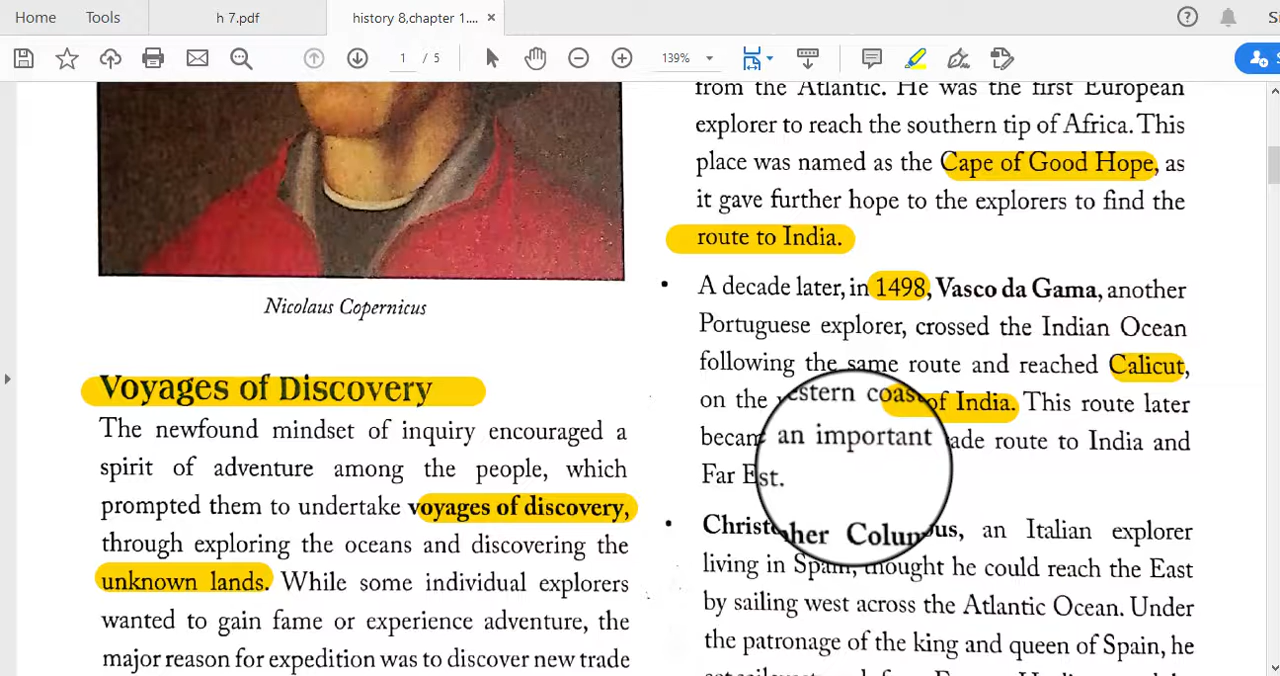 Home Tools h 7.pdf history 8,chapter 1.... ×
1 / 5 139%
Nicolaus Copernicus
Voyages of Discovery
The newfound mindset of inquiry encouraged a
spirit of adventure among the people, which
prompted them to undertake voyages of discovery,
through exploring the oceans and discovering the
unknown lands. While some individual explorers
wanted to gain fame or experience adventure, the
major reason for expedition was to discover new trade
from the Atlantic. He was the first European
explorer to reach the southern tip of Africa. This
place was named as the Cape of Good Hope, as
it gave further hope to the explorers to find the
route to India.
• A decade later, in 1498, Vasco da Gama, another
Portuguese explorer, crossed the Indian Ocean
following the same route and reached Calicut,
on the western coast of India. This route later
became an important trade route to India and
Far Est.
• Christopher Columbus, an Italian explorer
living in Spain, thought he could reach the East
by sailing west across the Atlantic Ocean. Under
the patronage of the king and queen of Spain, he